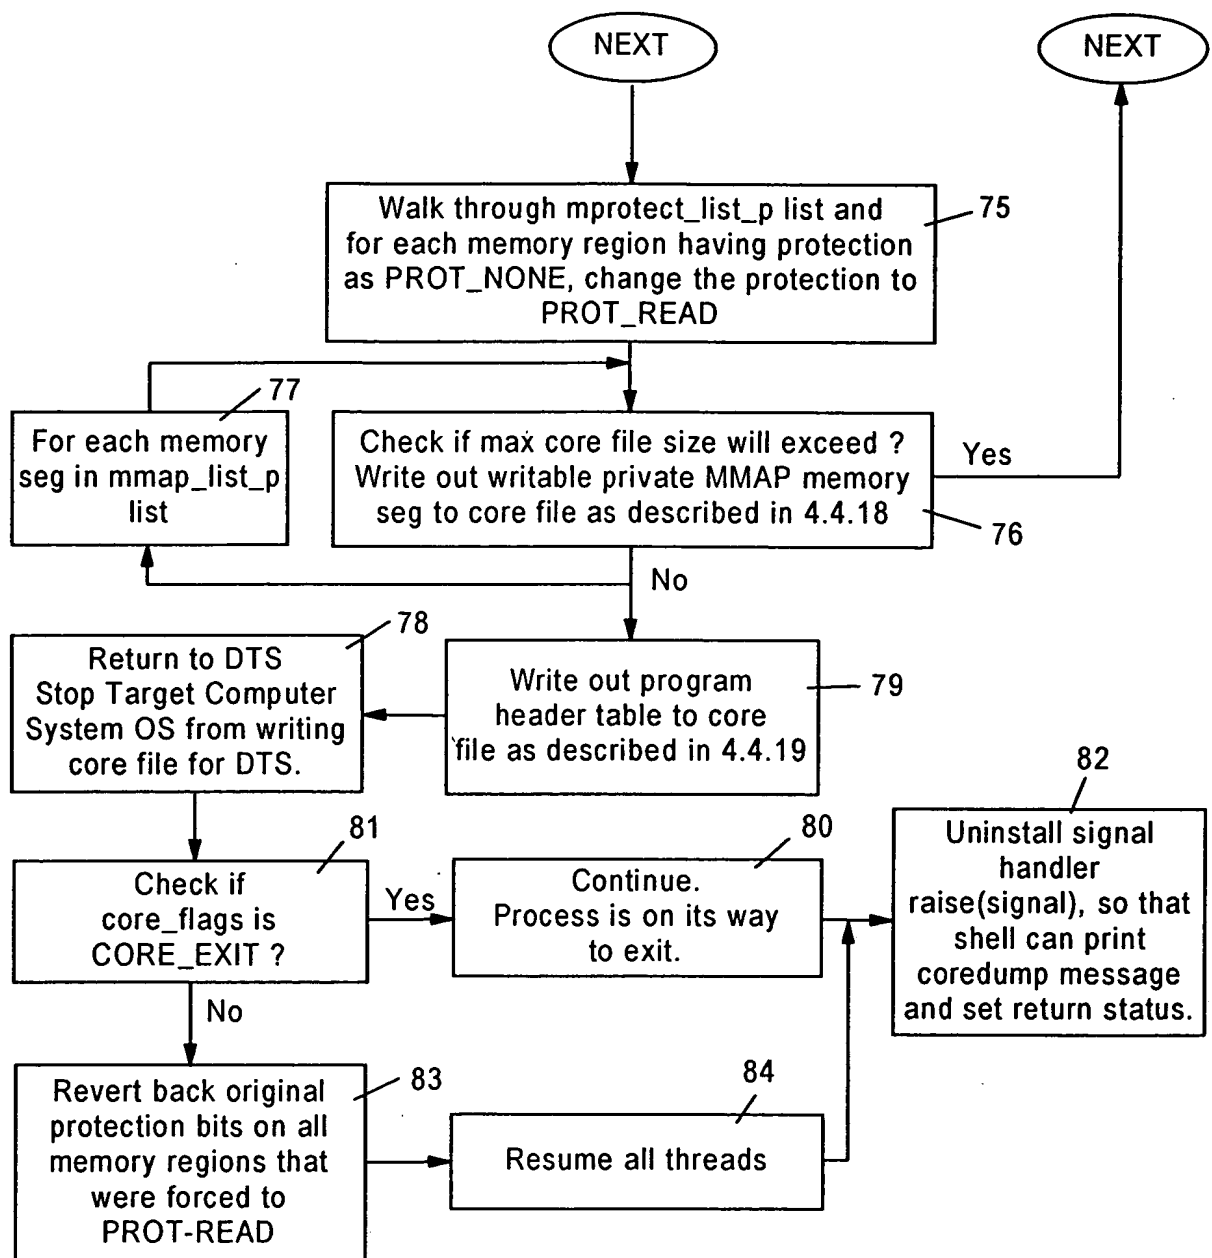 NEXT
NEXT
Walk through mprotect_list_p list and
for each memory region having protection
as PROT_NONE, change the protection to
PROT_READ
75
77
For each memory
seg in mmap_list_p
list
Check if max core file size will exceed ?
Write out writable private MMAP memory
seg to core file as described in 4.4.18
76
Yes
No
78
Return to DTS
Stop Target Computer
System OS from writing
core file for DTS.
Write out program
header table to core
file as described in 4.4.19
79
81
Check if
core_flags is
CORE_EXIT ?
Yes
No
80
Continue.
Process is on its way
to exit.
82
Uninstall signal
handler
raise(signal), so that
shell can print
coredump message
and set return status.
Revert back original
protection bits on all
memory regions that
were forced to
PROT-READ
83
84
Resume all threads